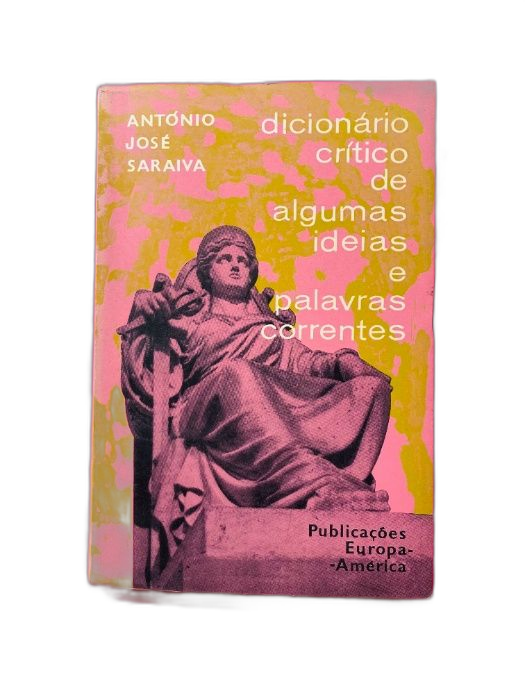 ANTÓNIO
JOSÉ
SARAIVA
dicionário
crítico
de
algumas
ideias
e
palavras
correntes
Publicações
Europa-
-América